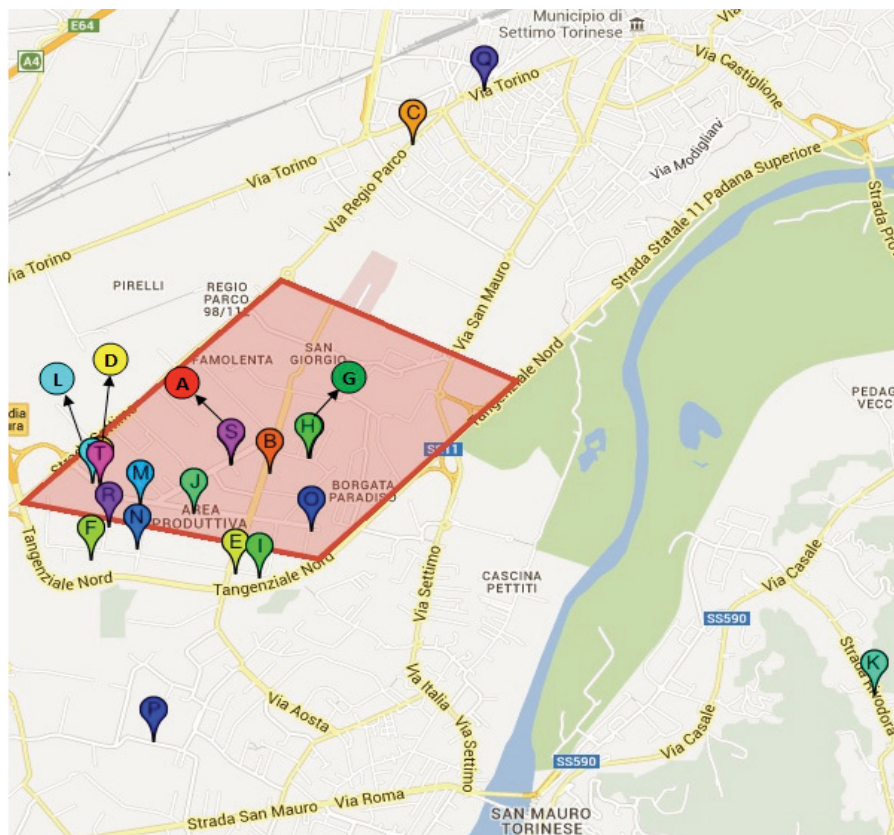 E64
A4
Municipio di
Settimo Torinese
Via Castiglione
Q
Via Torino
C
Via Torino
Via Regio Parco
Via Modigliani
Strada Statale 11 Padana Superiore
Via Torino
PIRELLI
REGIO
PARCO
98/11
Via San Mauro
SAN
GIORGIO
FAMOLENTA
D
L
A
G
Tangenziale Nord
PEDAG
VECC
S
H
B
T
M
J
R
N
O
BORGATA
PARADISO
AREA
PRODUTTIVA
F
E
I
Tangenziale Nord
Tangenziale Nord
CASCINA
PETTITI
Via Settimo
Via Casale
SS590
K
P
Via Aosta
Via Italia
Via Settimo
Via Casale
SS590
Strada San Mauro
Via Roma
SAN MAURO
TORINESE